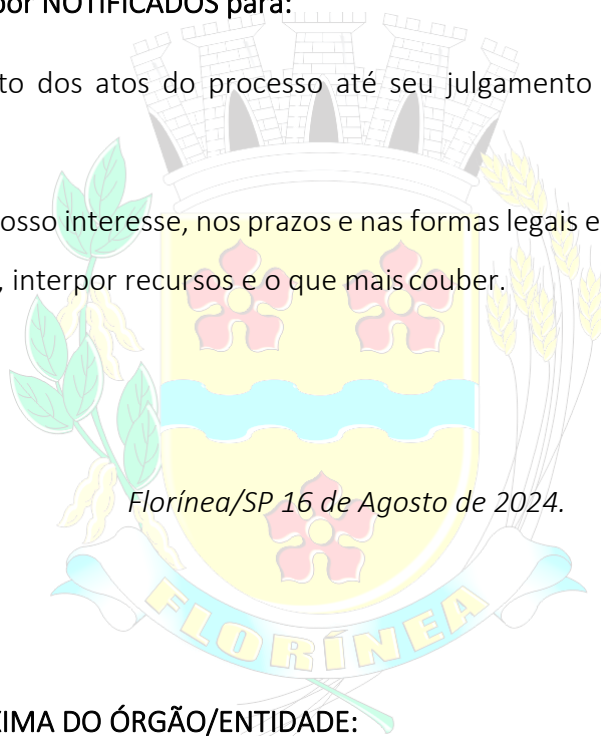 por NOTIFICADOS para:
to dos atos do processo até seu julgamento
osso interesse, nos prazos e nas formas legais e
, interpor recursos e o que mais couber.
Florínea/SP 16 de Agosto de 2024.
FLORÍNEA
XIMA DO ÓRGÃO/ENTIDADE: